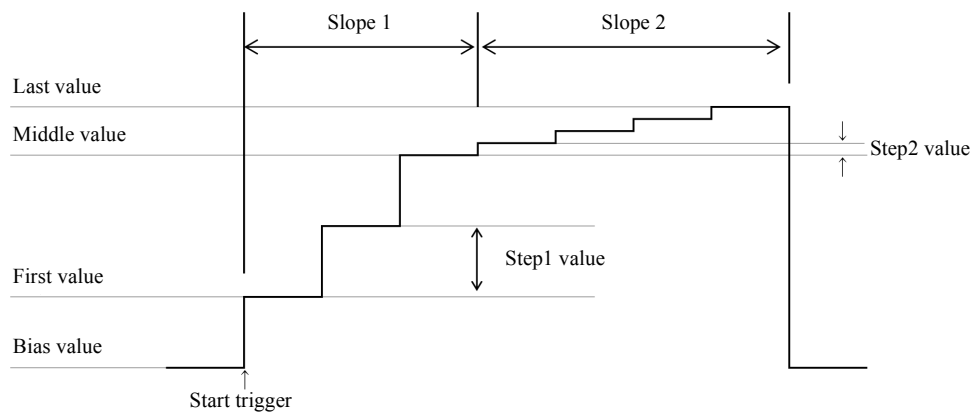 Slope 1
Slope 2
Last value
Middle value
Step2 value
Step1 value
First value
Bias value
Start trigger